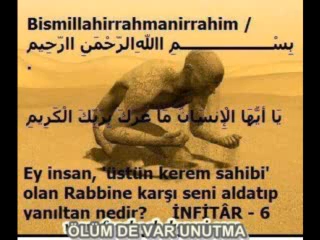 Bismillahirrahmanirrahim /
بِسْمِ اللهِ الرَّحْمَنِ الرَّحِيمِ
.
يَا أَيُّهَا الْإِنسَانُ مَا غَرَّكَ بِرَبِّكَ الْكَرِيمِ
Ey insan, 'üstün kerem sahibi'
olan Rabbine karşı seni aldatıp
yanıltan nedir? İNFİTÂR - 6
ÖLÜM DE VAR UNUTMA